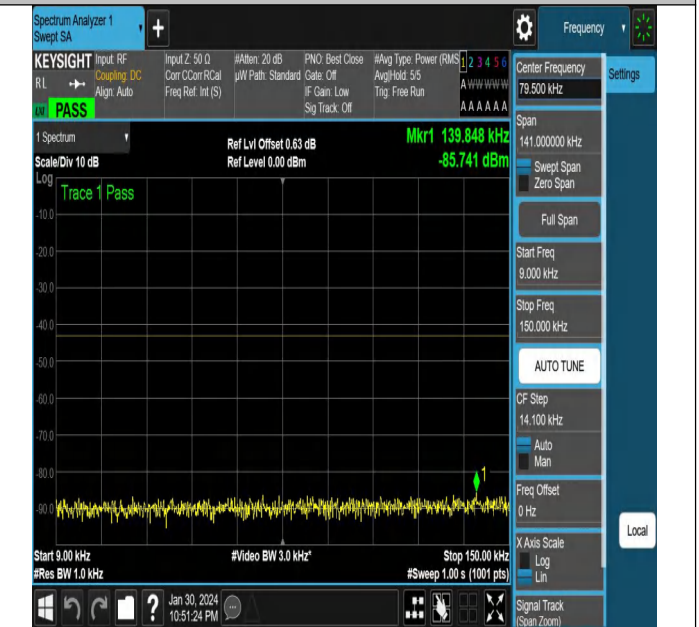 Spectrum Analyzer 1
Swept SA
+
Frequency
KEYSIGHT
RL
PASS
Input: RF
Coupling: DC
Align: Auto
Input Z: 50 Ω
Corr CCorr RCal
Freq Ref: Int (S)
#Atten: 20 dB
µW Path: Standard
PNO: Best Close
Gate: Off
IF Gain: Low
Sig Track: Off
#Avg Type: Power (RMS
Avg|Hold: 5/5
Trig: Free Run
1 2 3 4 5 6
A W W W W W
A A A A A A
1 Spectrum
Scale/Div 10 dB
Log
Ref Lvl Offset 0.63 dB
Ref Level 0.00 dBm
Mkr1 139.848 kHz
-85.741 dBm
Trace 1 Pass
-10.0
-20.0
-30.0
-40.0
-50.0
-60.0
-70.0
-80.0
-90.0
1
Start 9.00 kHz
#Video BW 3.0 kHz*
Stop 150.00 kHz
#Res BW 1.0 kHz
#Sweep 1.00 s (1001 pts)
?
Jan 30, 2024
10:51:24 PM
Center Frequency
79.500 kHz
Settings
Span
141.000000 kHz
Swept Span
Zero Span
Full Span
Start Freq
9.000 kHz
Stop Freq
150.000 kHz
AUTO TUNE
CF Step
14.100 kHz
Auto
Man
Freq Offset
0 Hz
X Axis Scale
Log
Lin
Local
Signal Track
(Span Zoom)